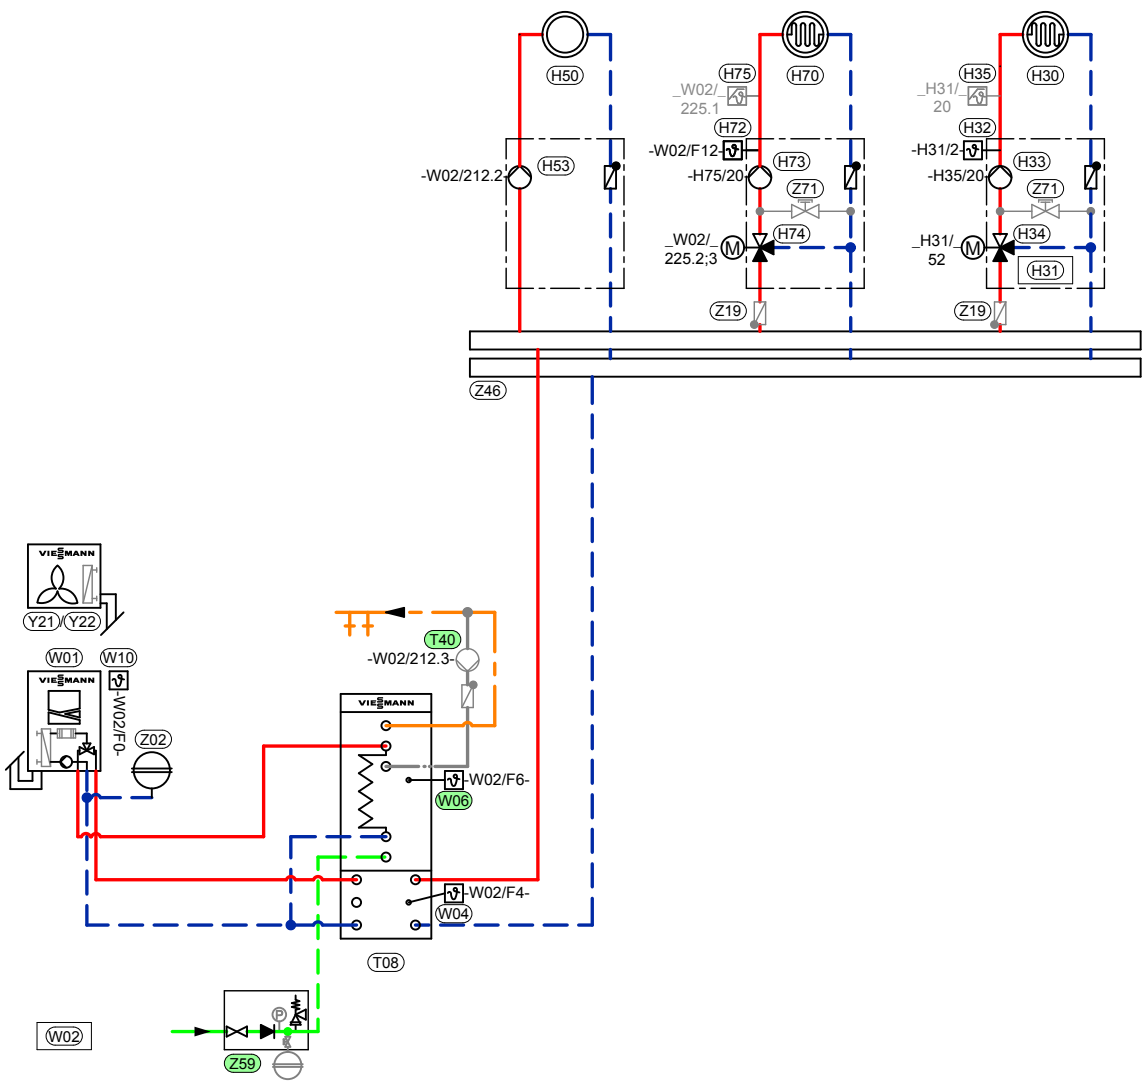 H50
H70
H30
H75
_W02/_
225.1
H35
_H31/_
20
H72
-W02/F12-
H32
-H31/2-
H53
-W02/212.2-
H73
-H75/20-
H33
-H35/20-
Z71
Z71
H74
_W02/_
225.2;3
M
H34
_H31/_
52
M
H31
Z19
Z19
Z46
VIESSMANN
Y21/Y22
W01
W10
VIESSMANN
-W02/F0-
Z02
T40
-W02/212.3-
VIESSMANN
-W02/F6-
W06
-W02/F4-
W04
T08
P
W02
Z59